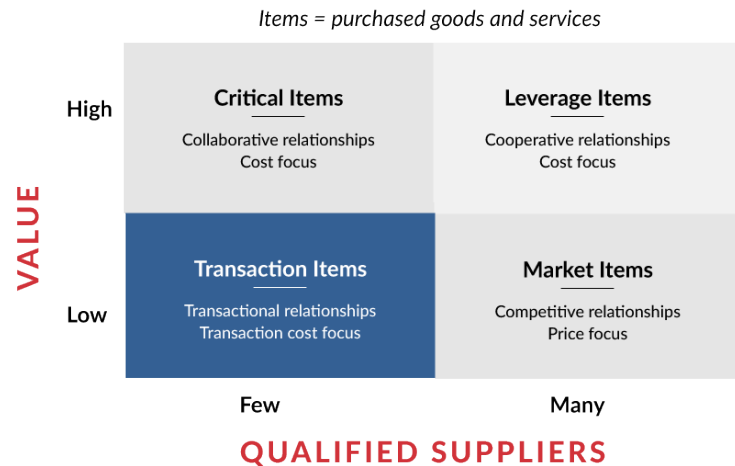 Items = purchased goods and services
High
Critical Items
Collaborative relationships
Cost focus
Leverage Items
Cooperative relationships
Cost focus
VALUE
Low
Transaction Items
Transactional relationships
Transaction cost focus
Market Items
Competitive relationships
Price focus
Few
Many
QUALIFIED SUPPLIERS